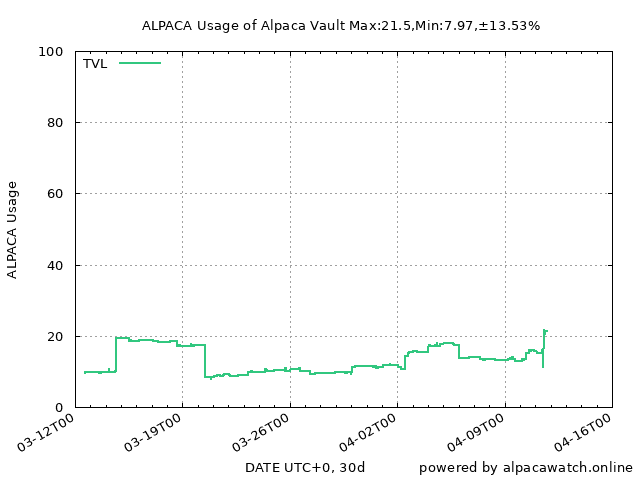 ALPACA Usage of Alpaca Vault Max:21.5,Min:7.97,±13.53%
100
TVL
80
60
40
20
0
ALPACA Usage
03-12T00
03-19T00
03-26T00
04-02T00
04-09T00
04-16T00
DATE UTC+0, 30d
powered by alpacawatch.online